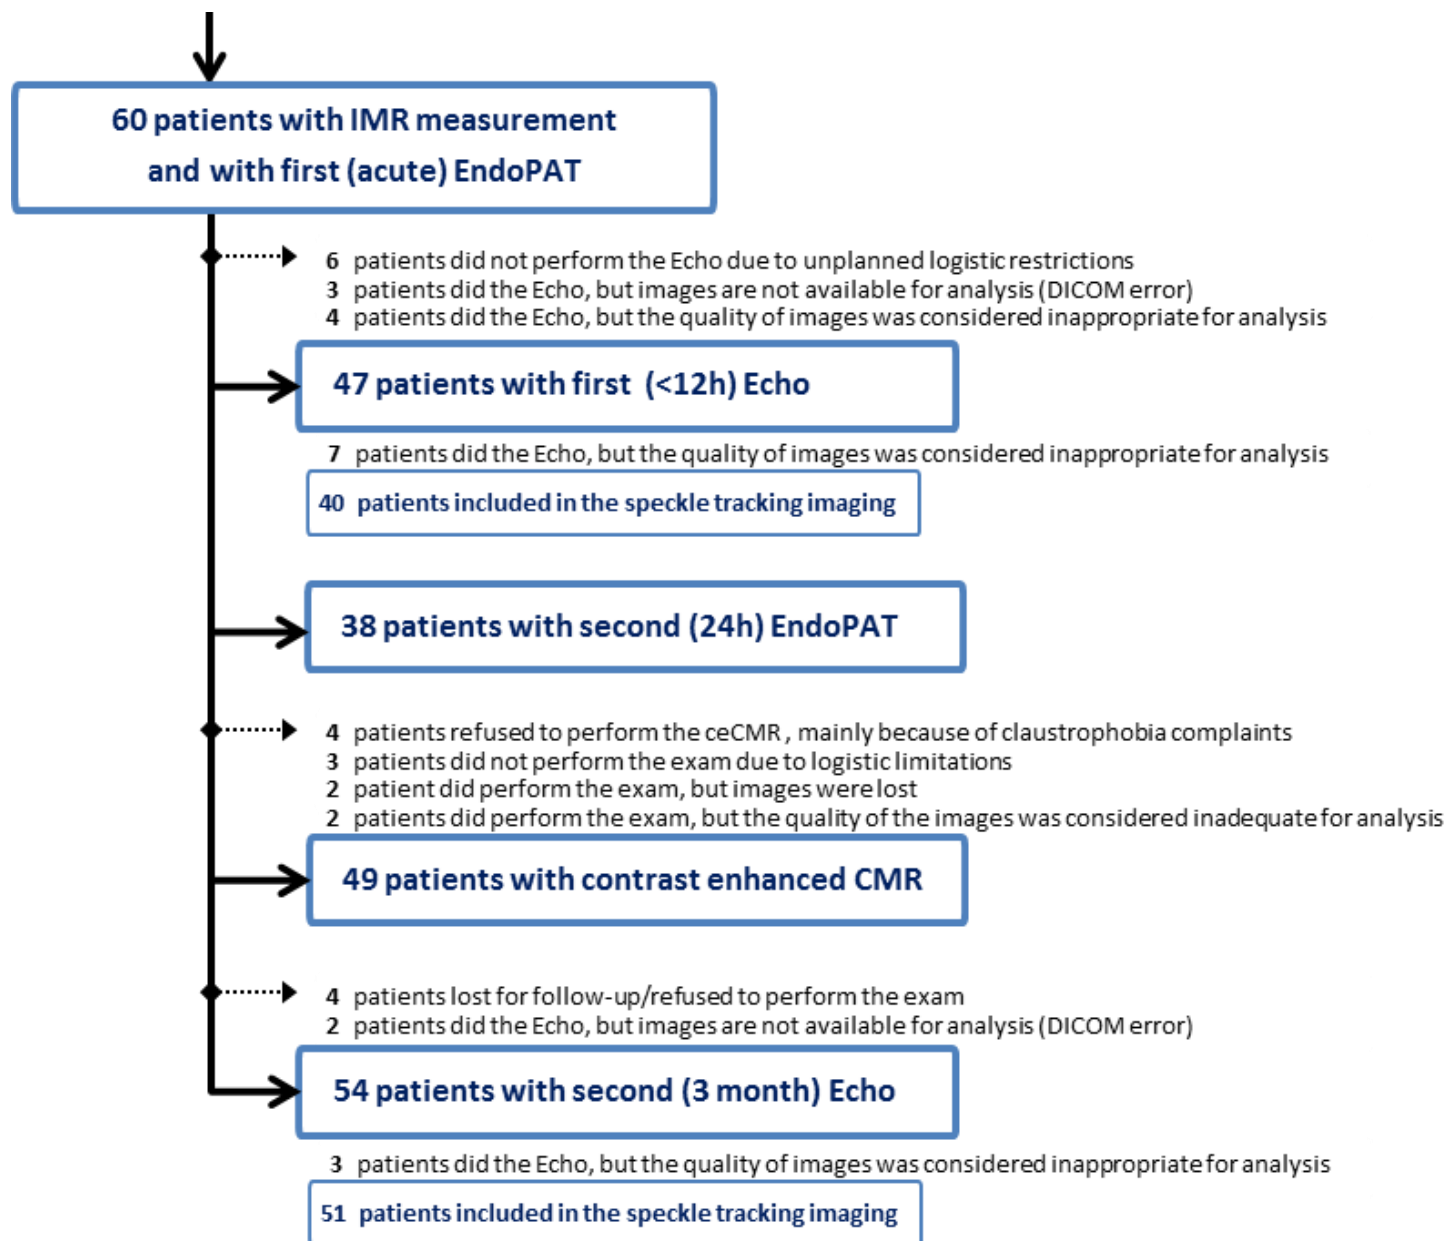 60 patients with IMR measurement
and with first (acute) EndoPAT
6 patients did not perform the Echo due to unplanned logistic restrictions
3 patients did the Echo, but images are not available for analysis (DICOM error)
4 patients did the Echo, but the quality of images was considered inappropriate for analysis
47 patients with first (<12h) Echo
7 patients did the Echo, but the quality of images was considered inappropriate for analysis
40 patients included in the speckle tracking imaging
38 patients with second (24h) EndoPAT
4 patients refused to perform the ceCMR , mainly because of claustrophobia complaints
3 patients did not perform the exam due to logistic limitations
2 patient did perform the exam, but images were lost
2 patients did perform the exam, but the quality of the images was considered inadequate for analysis
49 patients with contrast enhanced CMR
4 patients lost for follow-up/refused to perform the exam
2 patients did the Echo, but images are not available for analysis (DICOM error)
54 patients with second (3 month) Echo
3 patients did the Echo, but the quality of images was considered inappropriate for analysis
51 patients included in the speckle tracking imaging